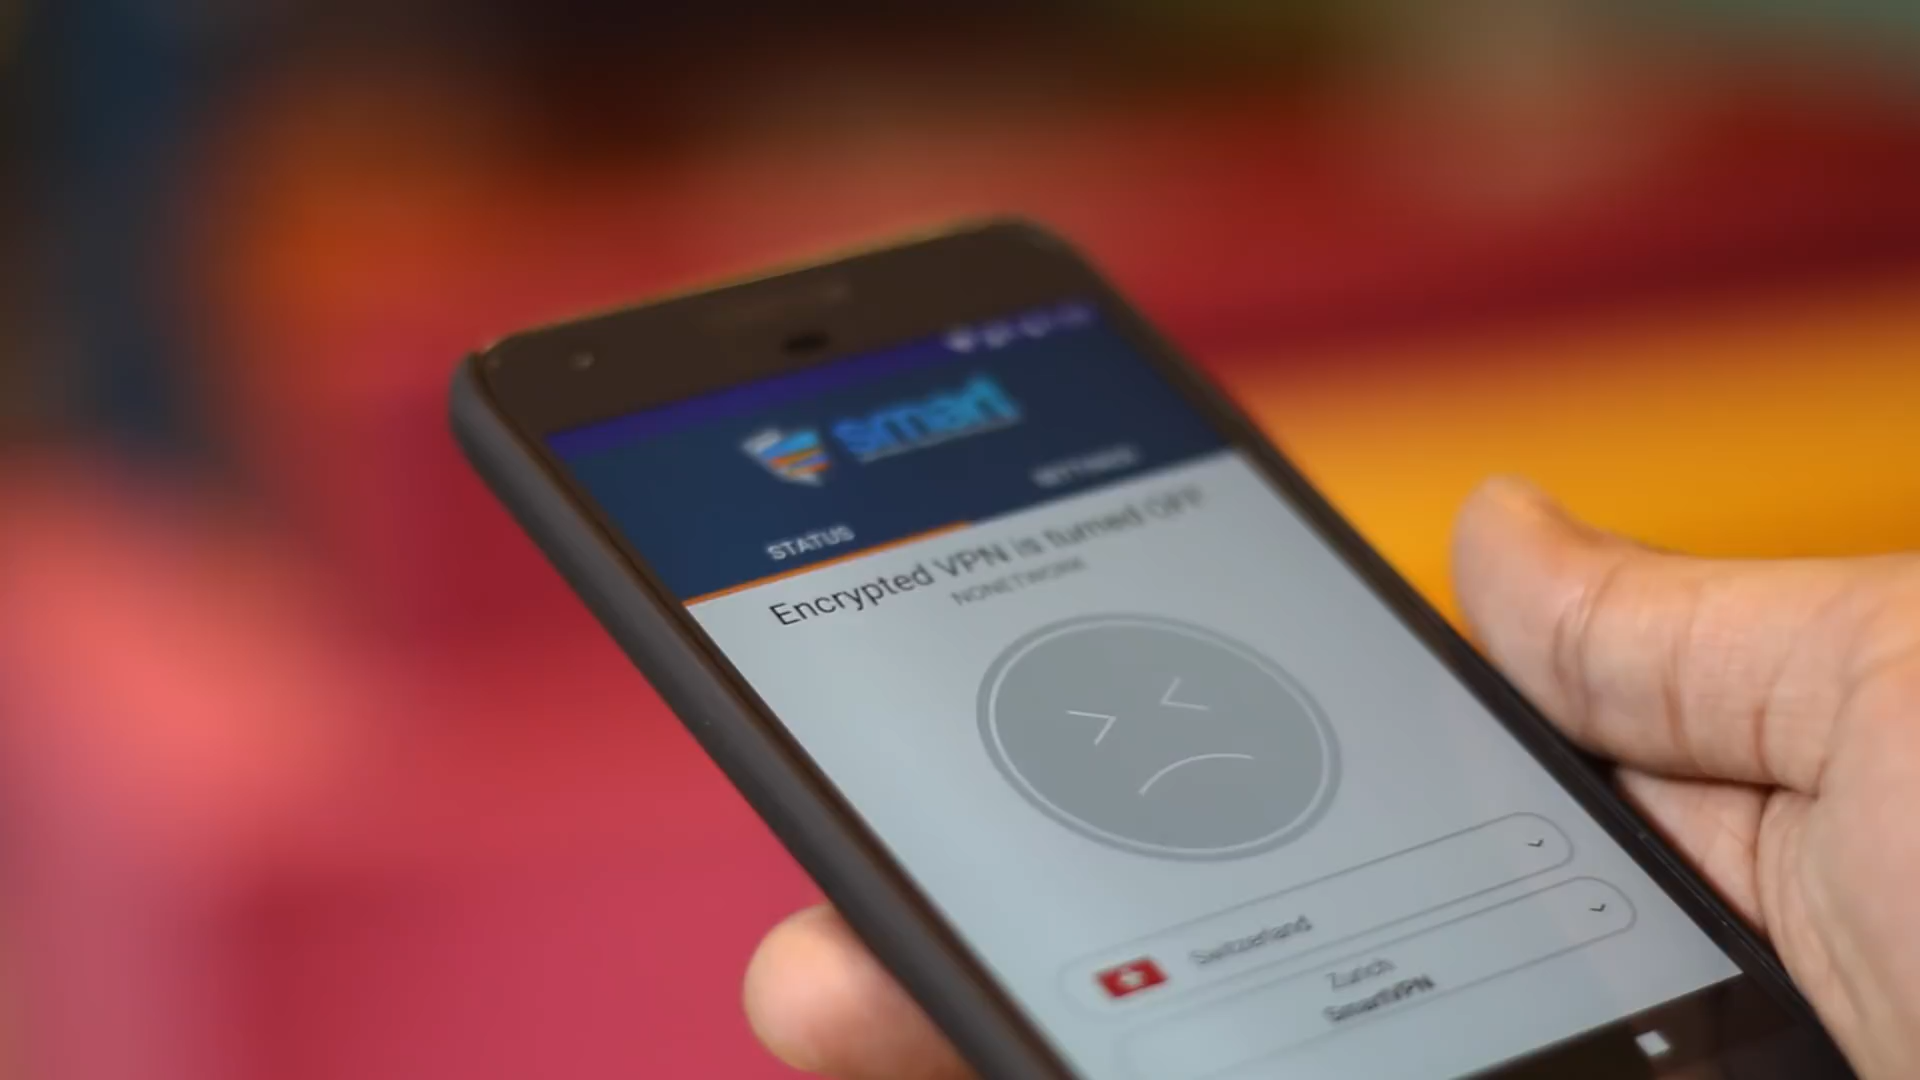 smart
SETTINGS
STATUS
Encrypted VPN is turned OFF
NONETWORK
Switzerland
Zurich
SmartVPN